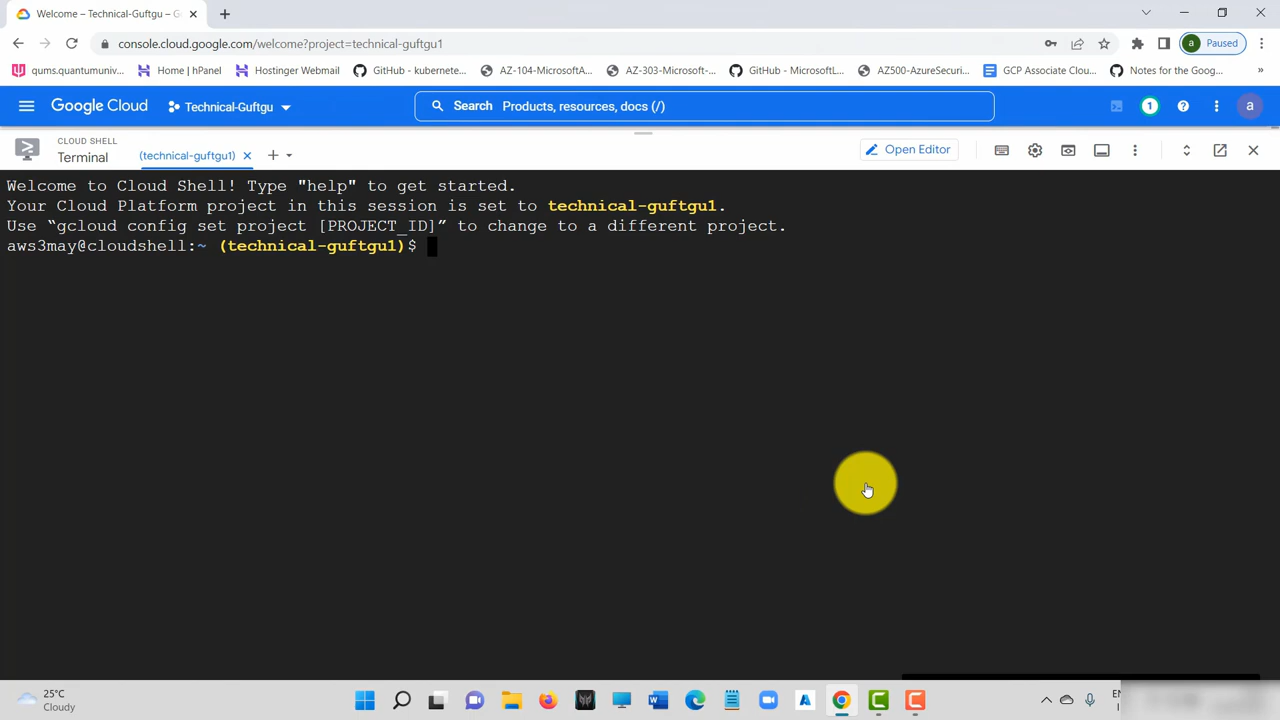 Welcome – Technical-Guftgu – G
console.cloud.google.com/welcome?project=technical-guftgu1
Paused
qums.quantumuniv...
Home | hPanel
Hostinger Webmail
GitHub - kubernete...
AZ-104-MicrosoftA...
AZ-303-Microsoft-...
GitHub - MicrosoftL...
AZ500-AzureSecuri...
GCP Associate Clou...
Notes for the Goog...
»
Google Cloud
Technical-Guftgu
Search Products, resources, docs (/)
1
a
CLOUD SHELL
Terminal
(technical-guftgu1)
Open Editor
Welcome to Cloud Shell! Type "help" to get started.
Your Cloud Platform project in this session is set to technical-guftgu1.
Use “gcloud config set project [PROJECT_ID]” to change to a different project.
aws3may@cloudshell:~ (technical-guftgu1)$
25°C
Cloudy